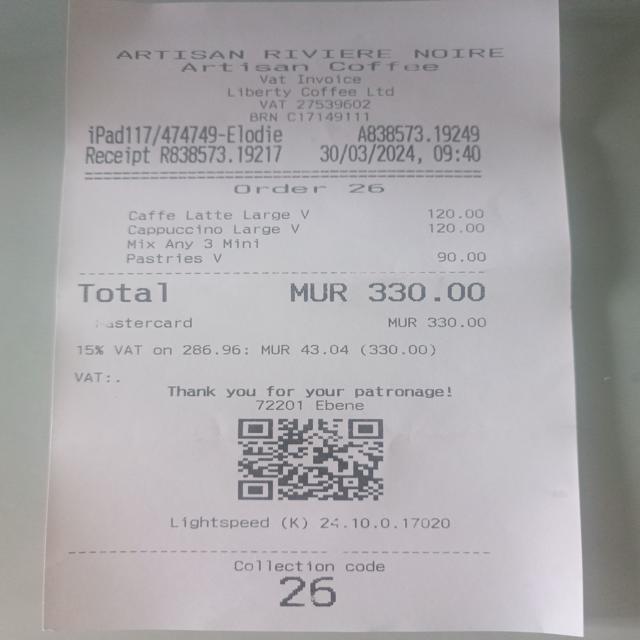 ARTISAN RIVIERE NOIRE
Artisan Coffee
Vat Invoice
Liberty Coffee Ltd
VAT 27539602
BRN C17149111
iPad117/474749-Elodie A838573.19249
Receipt R838573.19217 30/03/2024, 09:40
Order 26
Caffe Latte Large V 120.00
Cappuccino Large V 120.00
Mix Any 3 Mini
Pastries V 90.00
Total MUR 330.00
Mastercard MUR 330.00
15% VAT on 286.96: MUR 43.04 (330.00)
VAT:.
Thank you for your patronage!
72201 Ebene
Lightspeed (K) 24.10.0.17020
Collection code
26